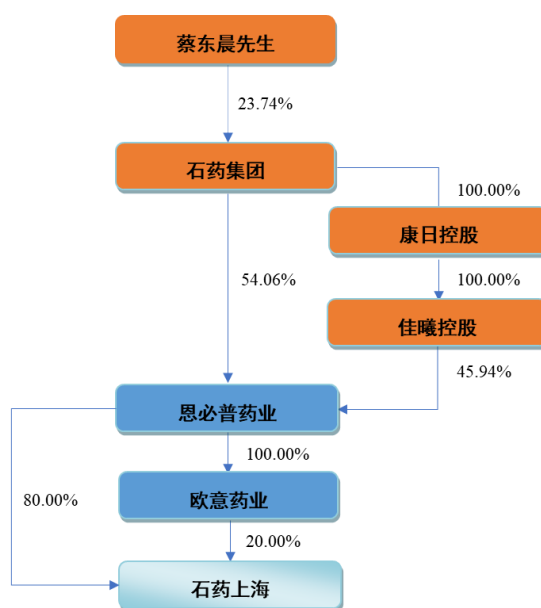 蔡东晨先生
23.74%
石药集团
100.00%
康日控股
54.06%
100.00%
佳曦控股
45.94%
恩必普药业
100.00%
80.00%
欧意药业
20.00%
石药上海